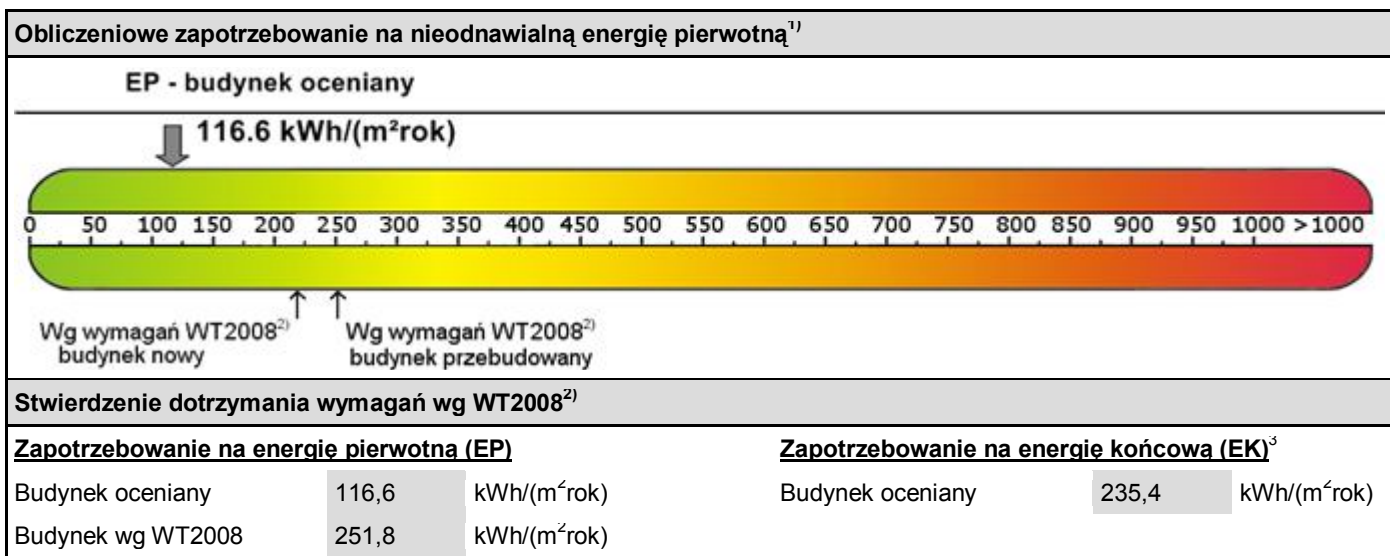 Obliczeniowe zapotrzebowanie na nieodnawialną energię pierwotną¹⁾
EP - budynek oceniany
116.6 kWh/(m²rok)
0 50 100 150 200 250 300 350 400 450 500 550 600 650 700 750 800 850 900 950 1000 >1000
Wg wymagań WT2008²⁾
budynek nowy
Wg wymagań WT2008²⁾
budynek przebudowany
Stwierdzenie dotrzymania wymagań wg WT2008²⁾
Zapotrzebowanie na energię pierwotną (EP) Zapotrzebowanie na energię końcową (EK)³
Budynek oceniany 116,6 kWh/(m²rok) Budynek oceniany 235,4 kWh/(m²rok)
Budynek wg WT2008 251,8 kWh/(m²rok)